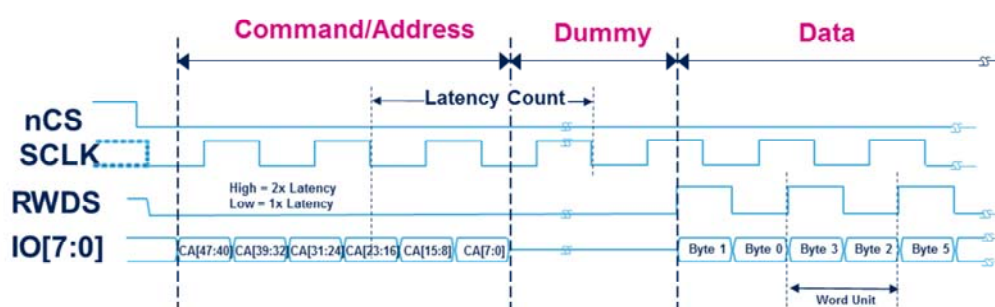 Command/Address Dummy Data
Latency Count
nCS
SCLK
High = 2x Latency
Low = 1x Latency
RWDS
IO[7:0] CA[47:40] CA[39:32] CA[31:24] CA[23:16] CA[15:8] CA[7:0] Byte 1 Byte 0 Byte 3 Byte 2 Byte 5
Word Unit